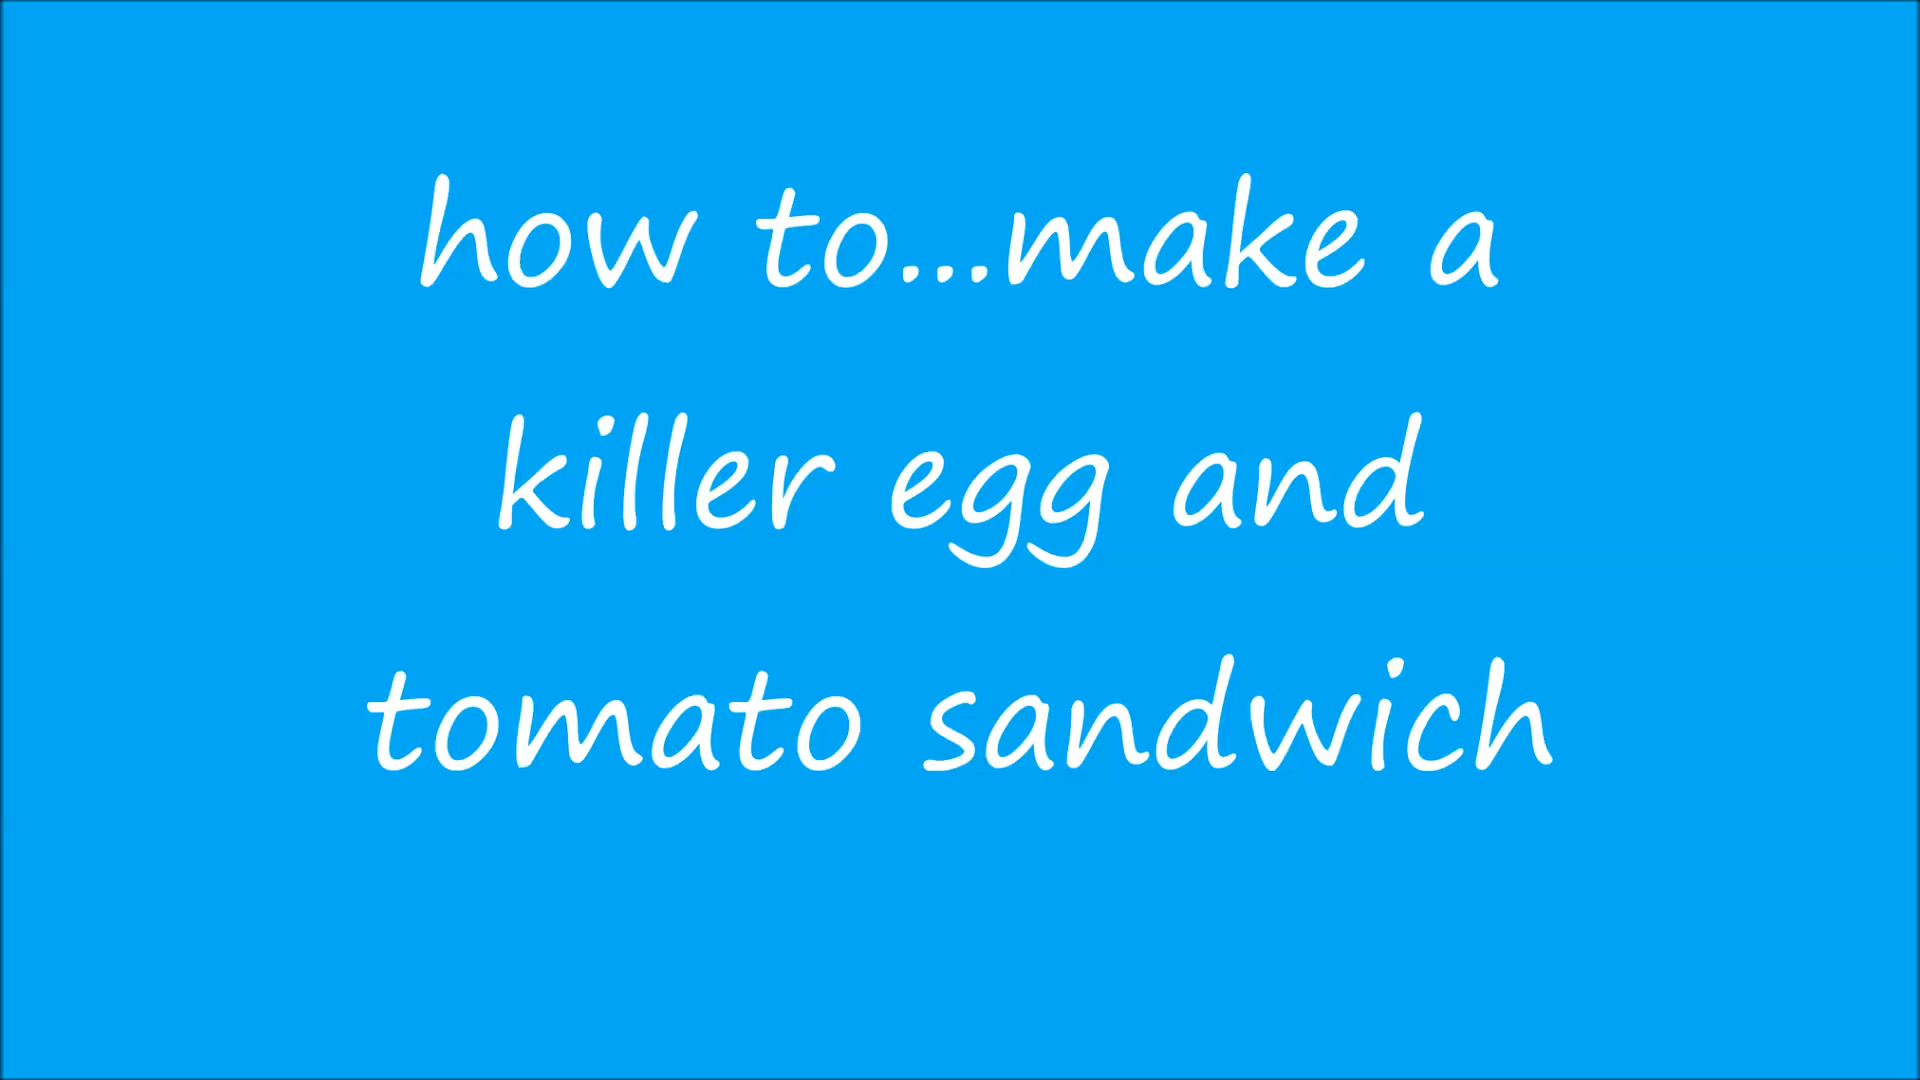 how to...make a
killer egg and
tomato sandwich